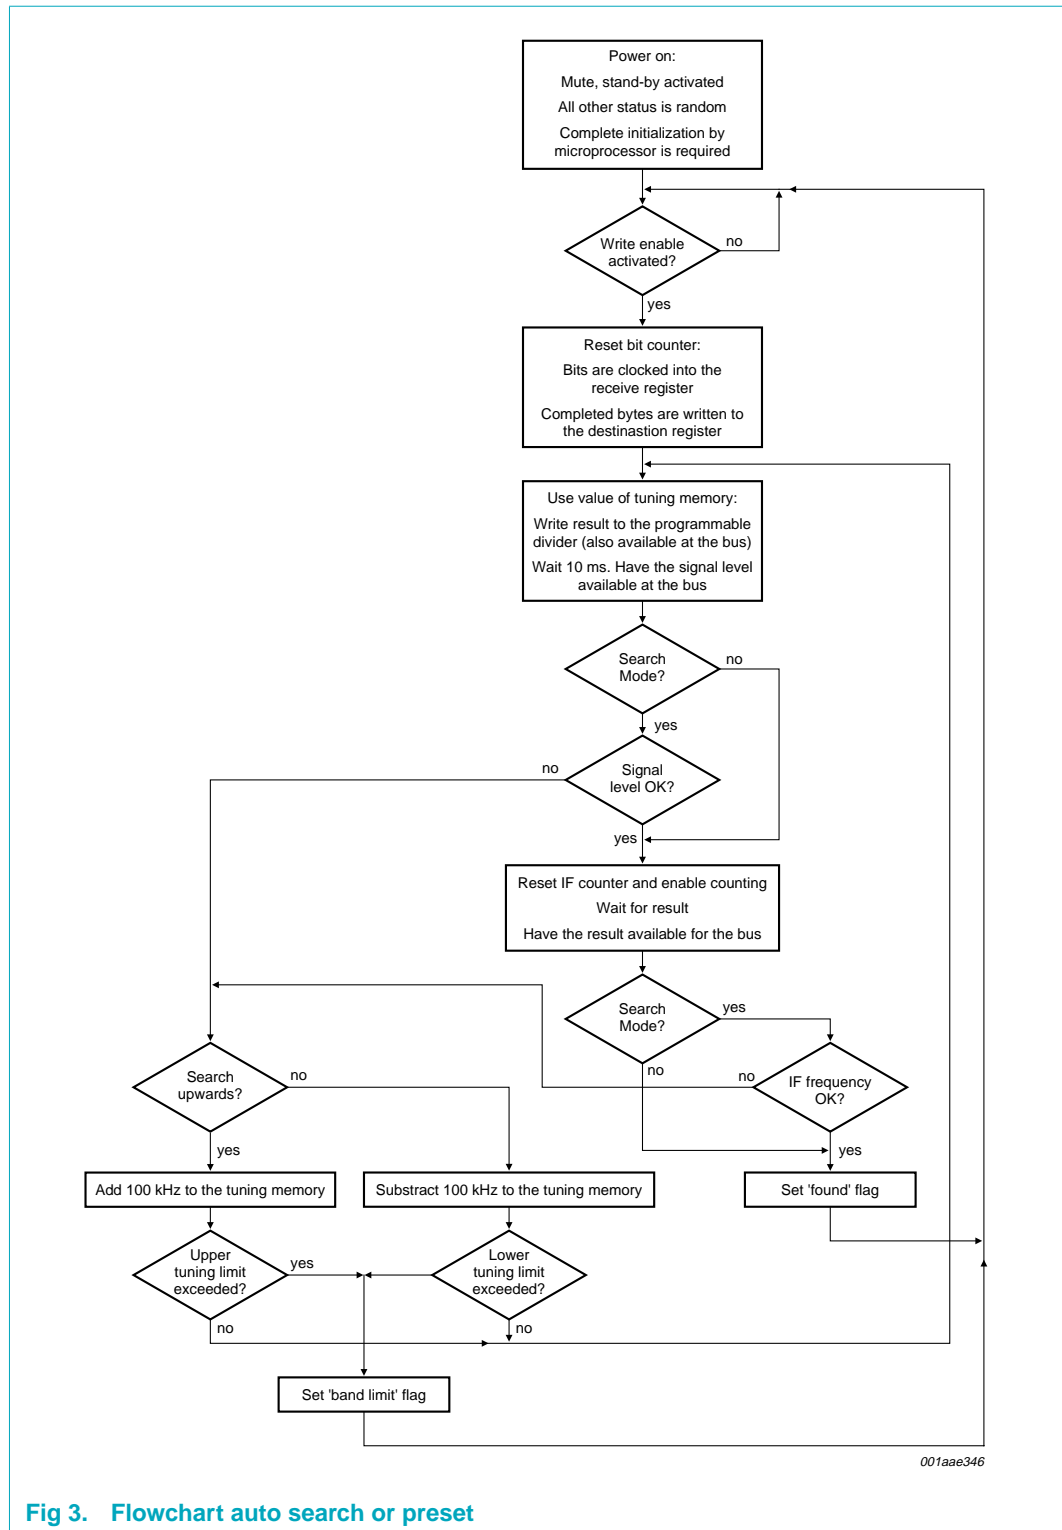 Power on:
Mute, stand-by activated
All other status is random
Complete initialization by
microprocessor is required
Write enable
activated?
no
yes
Reset bit counter:
Bits are clocked into the
receive register
Completed bytes are written to
the destinastion register
Use value of tuning memory:
Write result to the programmable
divider (also available at the bus)
Wait 10 ms. Have the signal level
available at the bus
Search
Mode?
no
yes
Signal
level OK?
no
yes
Reset IF counter and enable counting
Wait for result
Have the result available for the bus
Search
Mode?
yes
no
IF frequency
OK?
no
yes
Search
upwards?
no
yes
Add 100 kHz to the tuning memory
Substract 100 kHz to the tuning memory
Set 'found' flag
Upper
tuning limit
exceeded?
yes
no
Lower
tuning limit
exceeded?
no
Set 'band limit' flag
001aae346
Fig 3. Flowchart auto search or preset